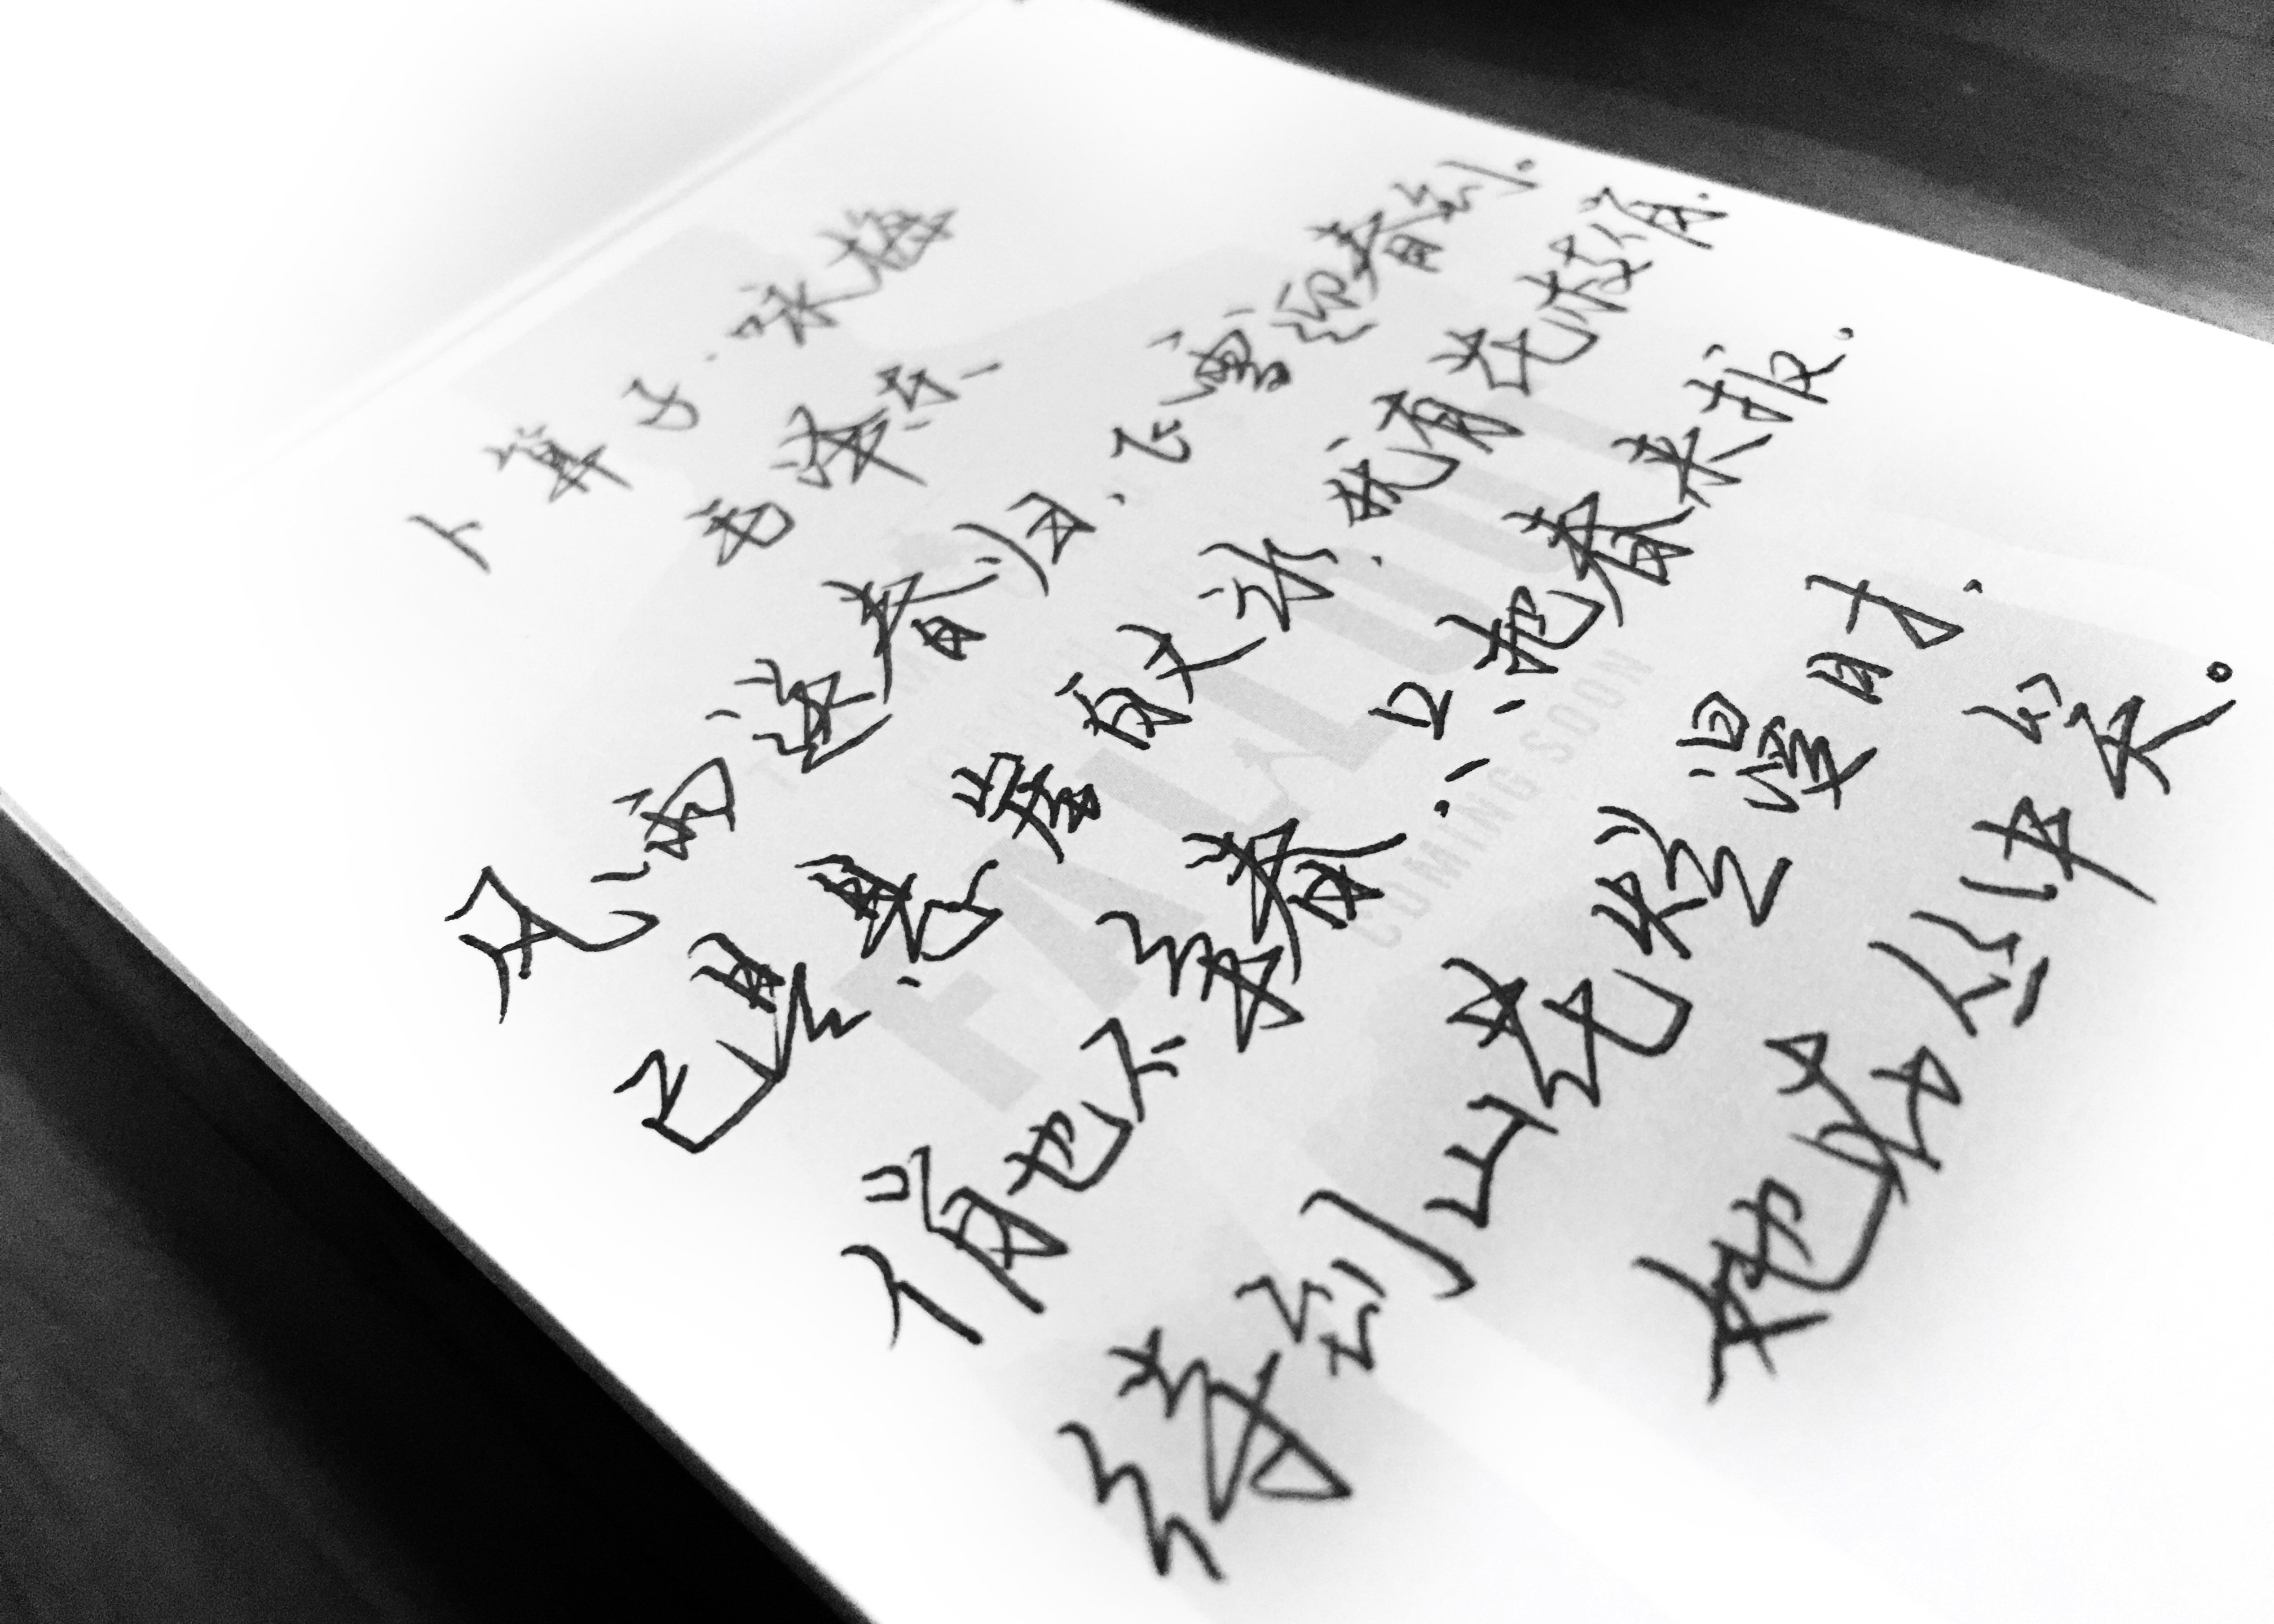 卜算子·咏梅
毛泽东
风雨送春归、飞雪迎春到.
已是悬崖百丈冰.犹有花枝俏.
俏也不争春.只把春来报.
待到山花烂漫时.
她在丛中笑。
FALLOU
COMING SOON